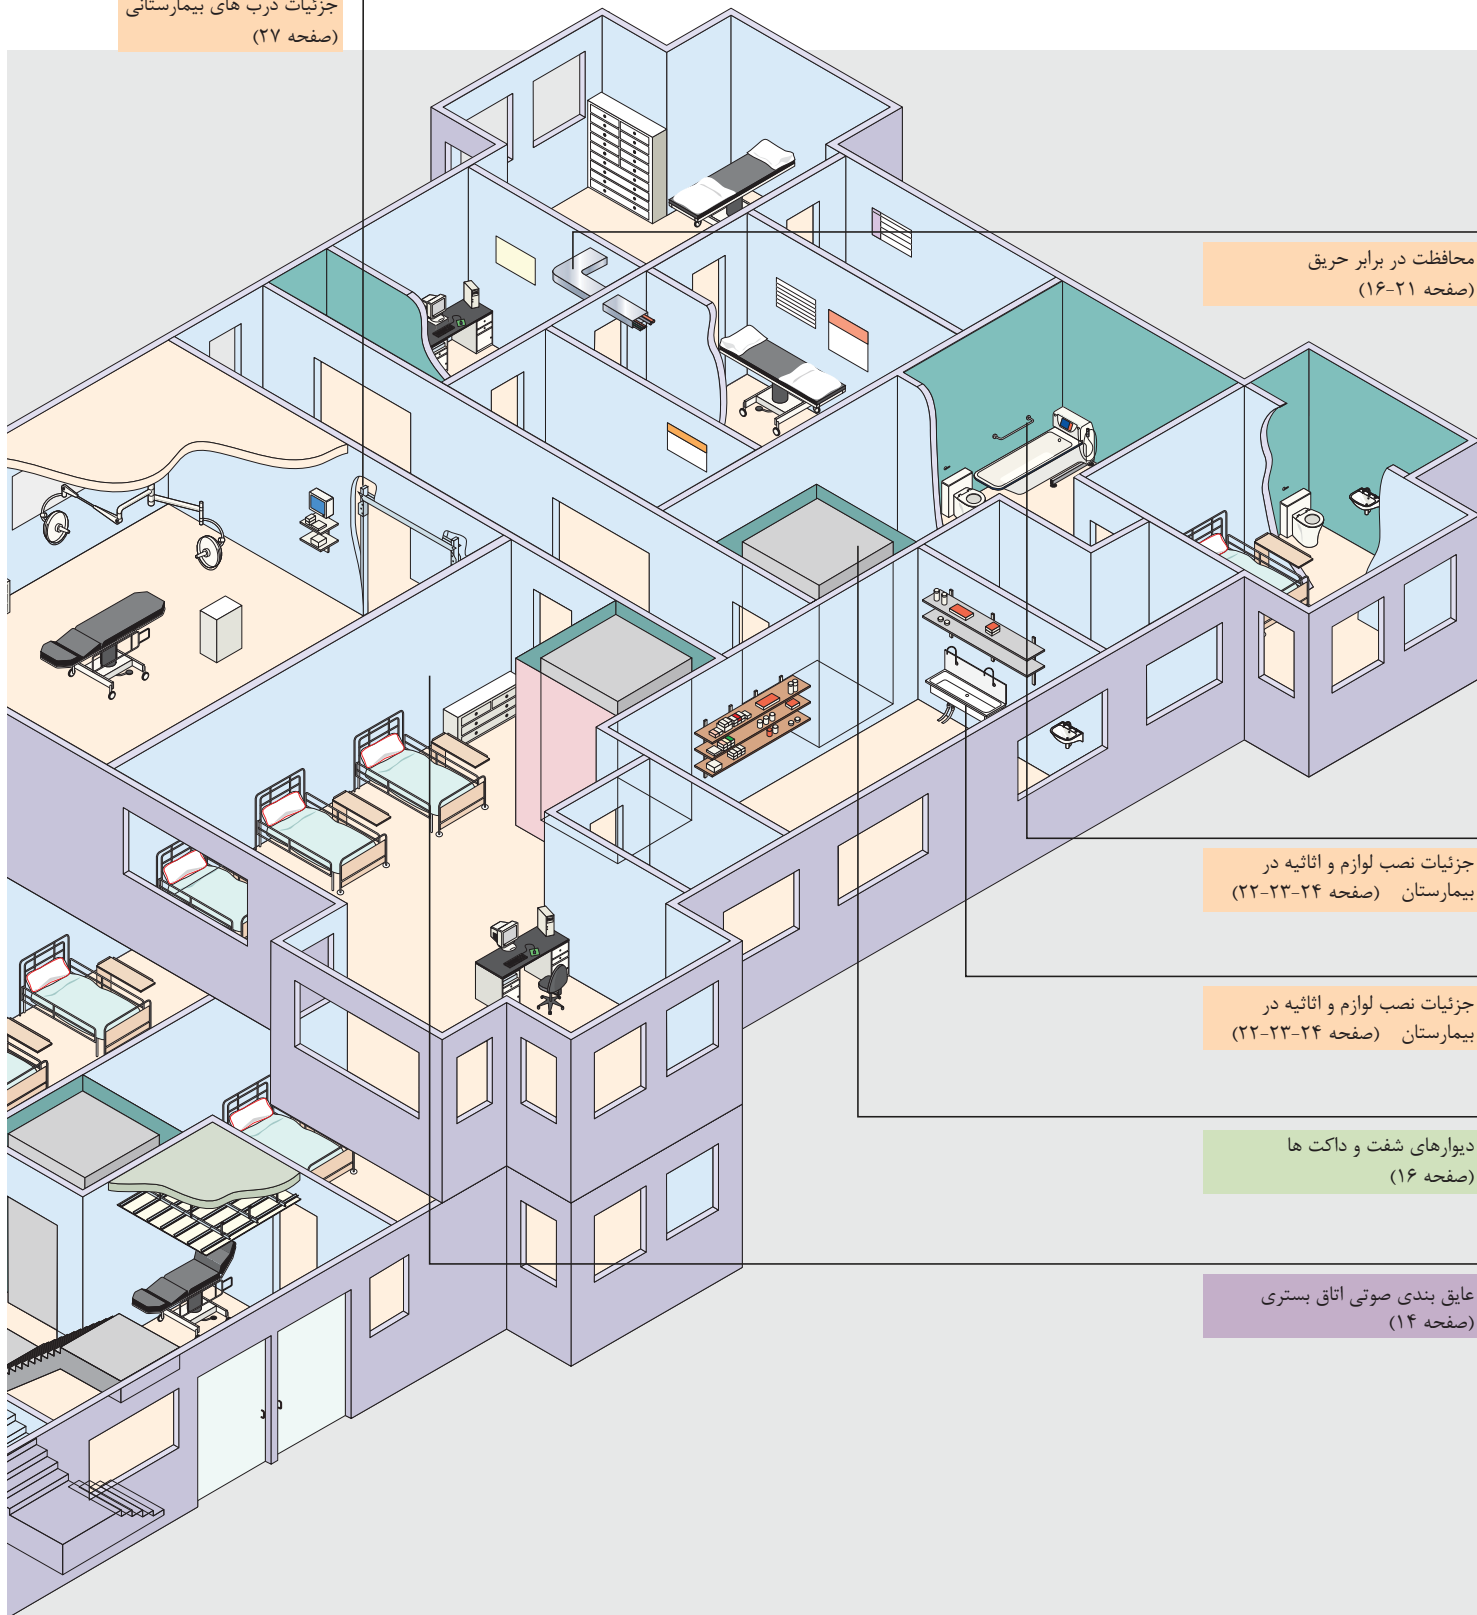 جزئیات درب های بیمارستانی
(صفحه ۲۷)
محافظت در برابر حریق
(صفحه ۲۱-۱۶)
جزئیات نصب لوازم و اثاثیه در
بیمارستان (صفحه ۲۴-۲۳-۲۲)
جزئیات نصب لوازم و اثاثیه در
بیمارستان (صفحه ۲۴-۲۳-۲۲)
دیوارهای شفت و داکت ها
(صفحه ۱۶)
عایق بندی صوتی اتاق بستری
(صفحه ۱۴)